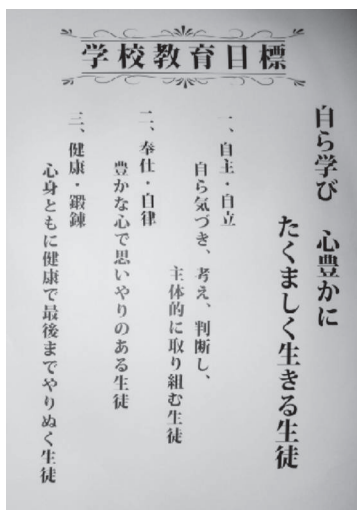 学校教育目標
自ら学び 心豊かに
たくましく生きる生徒
一、自主・自立
自ら気づき、考え、判断し、
主体的に取り組む生徒
二、奉仕・自律
豊かな心で思いやりのある生徒
三、健康・鍛錬
心身ともに健康で最後までやりぬく生徒